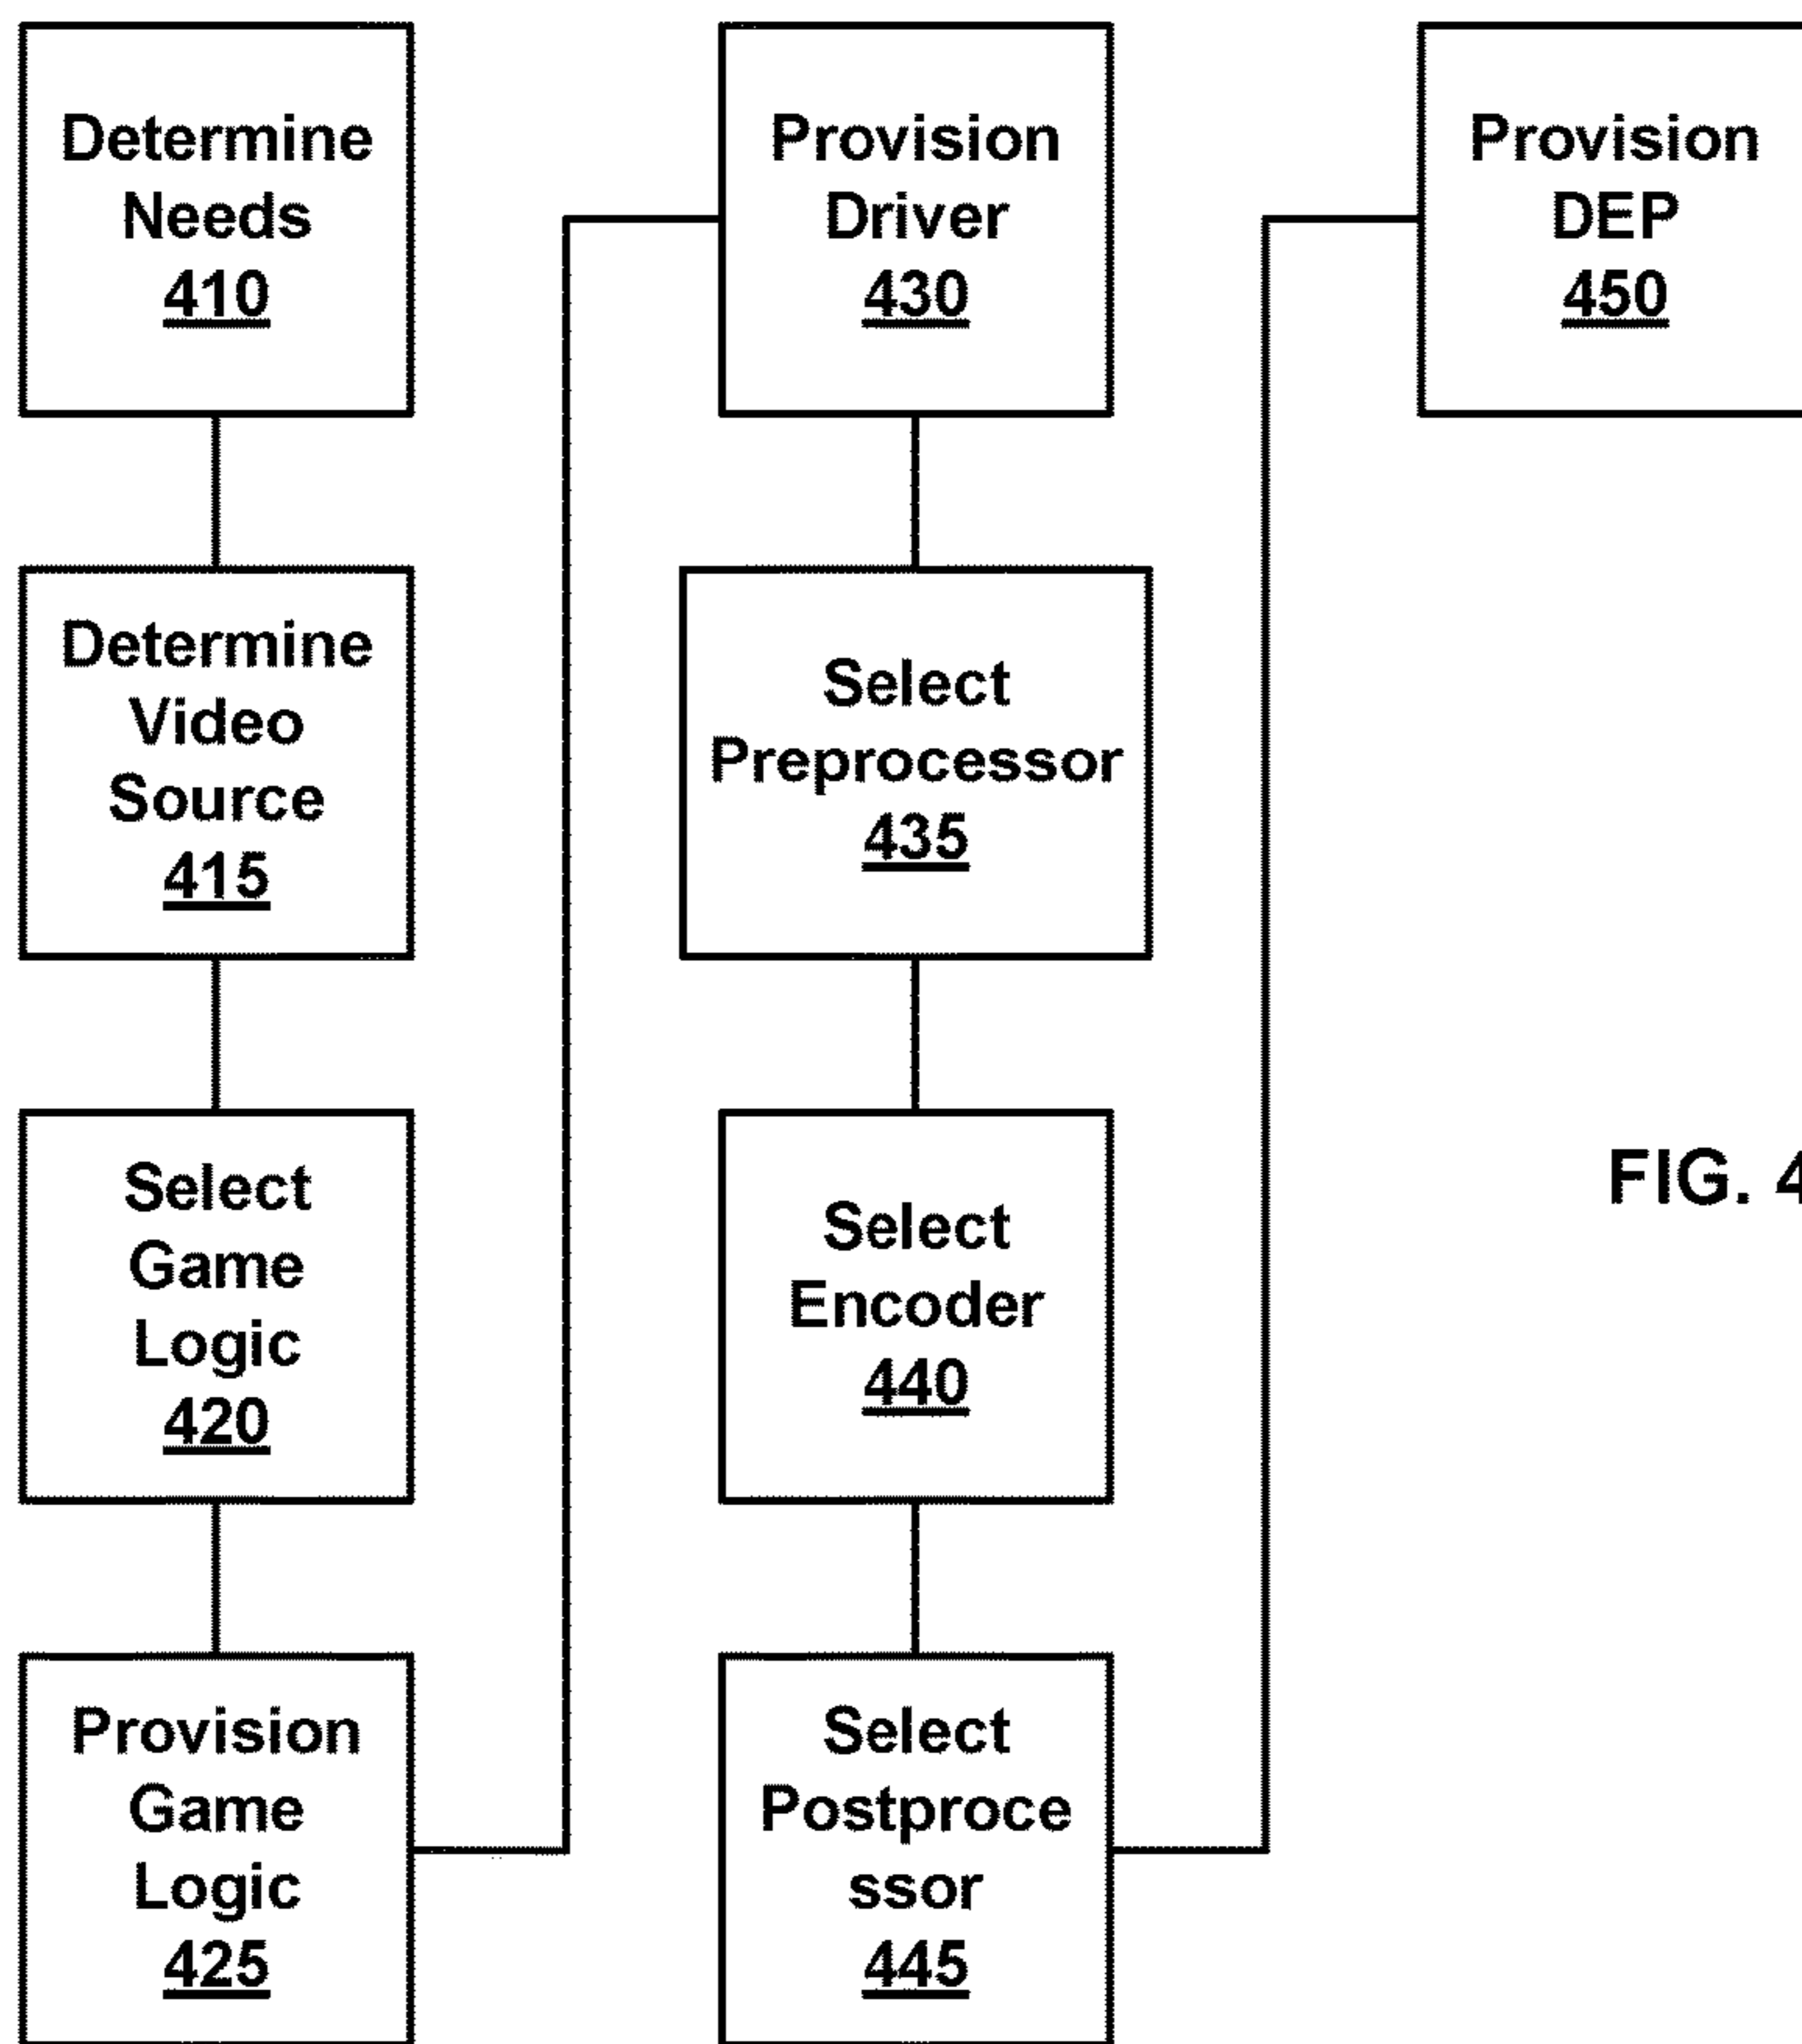 Determine
Needs
410
Determine
Video
Source
415
Select
Game
Logic
420
Provision
Game
Logic
425
Provision
Driver
430
Select
Preprocessor
435
Select
Encoder
440
Select
Postproce
ssor
445
Provision
DEP
450
FIG. 4